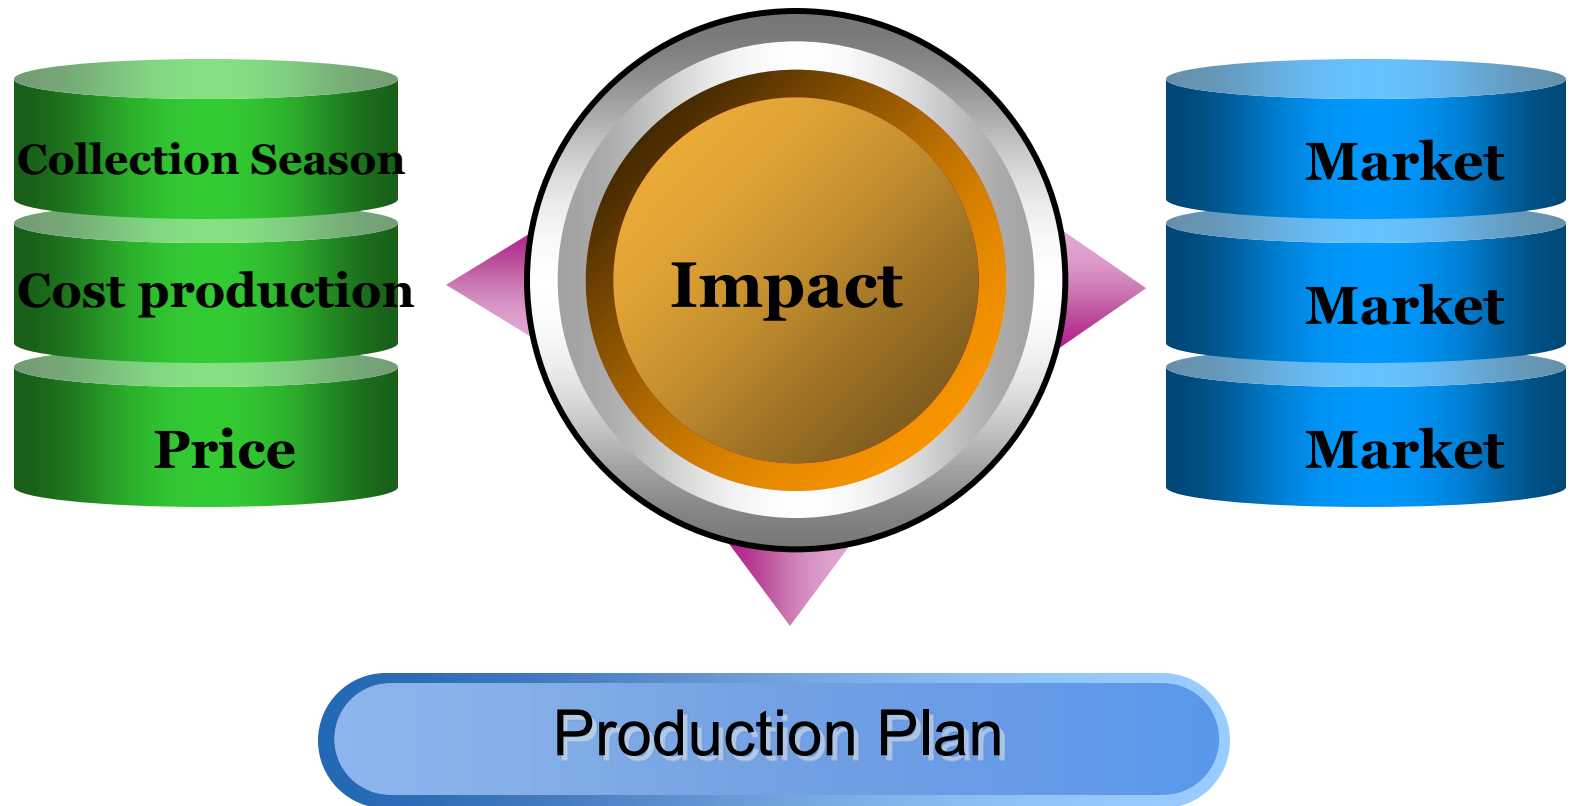 Collection Season
Cost production
Price
Impact
Market
Market
Market
Production Plan